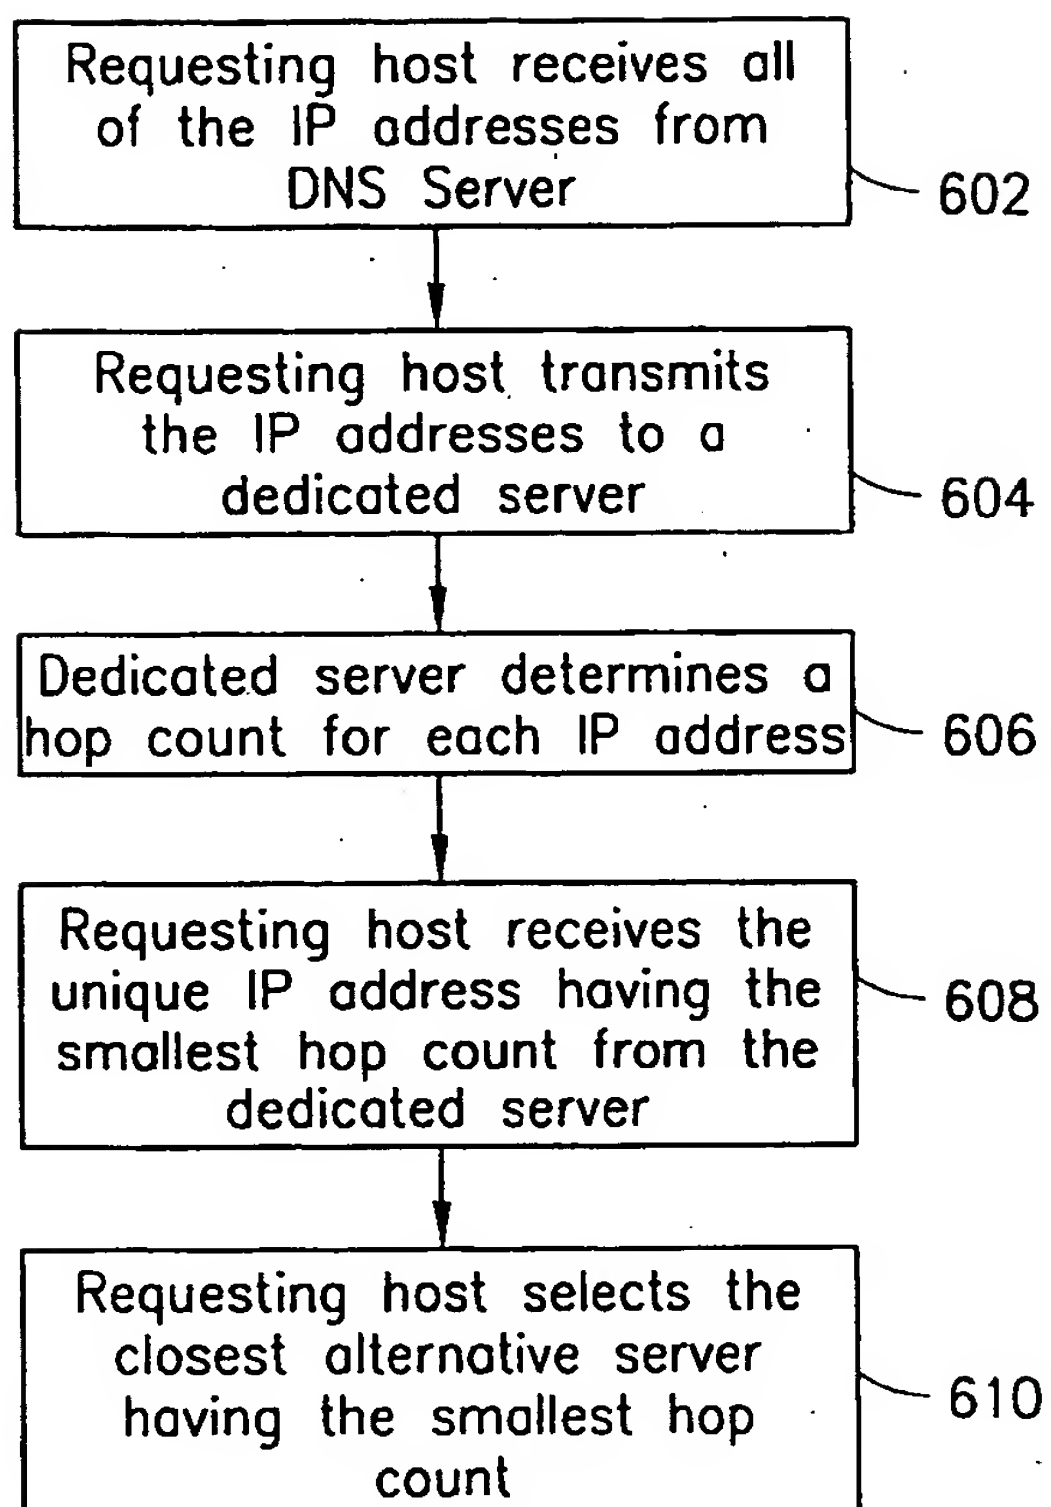 Requesting host receives all
of the IP addresses from
DNS Server
602
Requesting host transmits
the IP addresses to a
dedicated server
604
Dedicated server determines a
hop count for each IP address
606
Requesting host receives the
unique IP address having the
smallest hop count from the
dedicated server
608
Requesting host selects the
closest alternative server
having the smallest hop
count
610